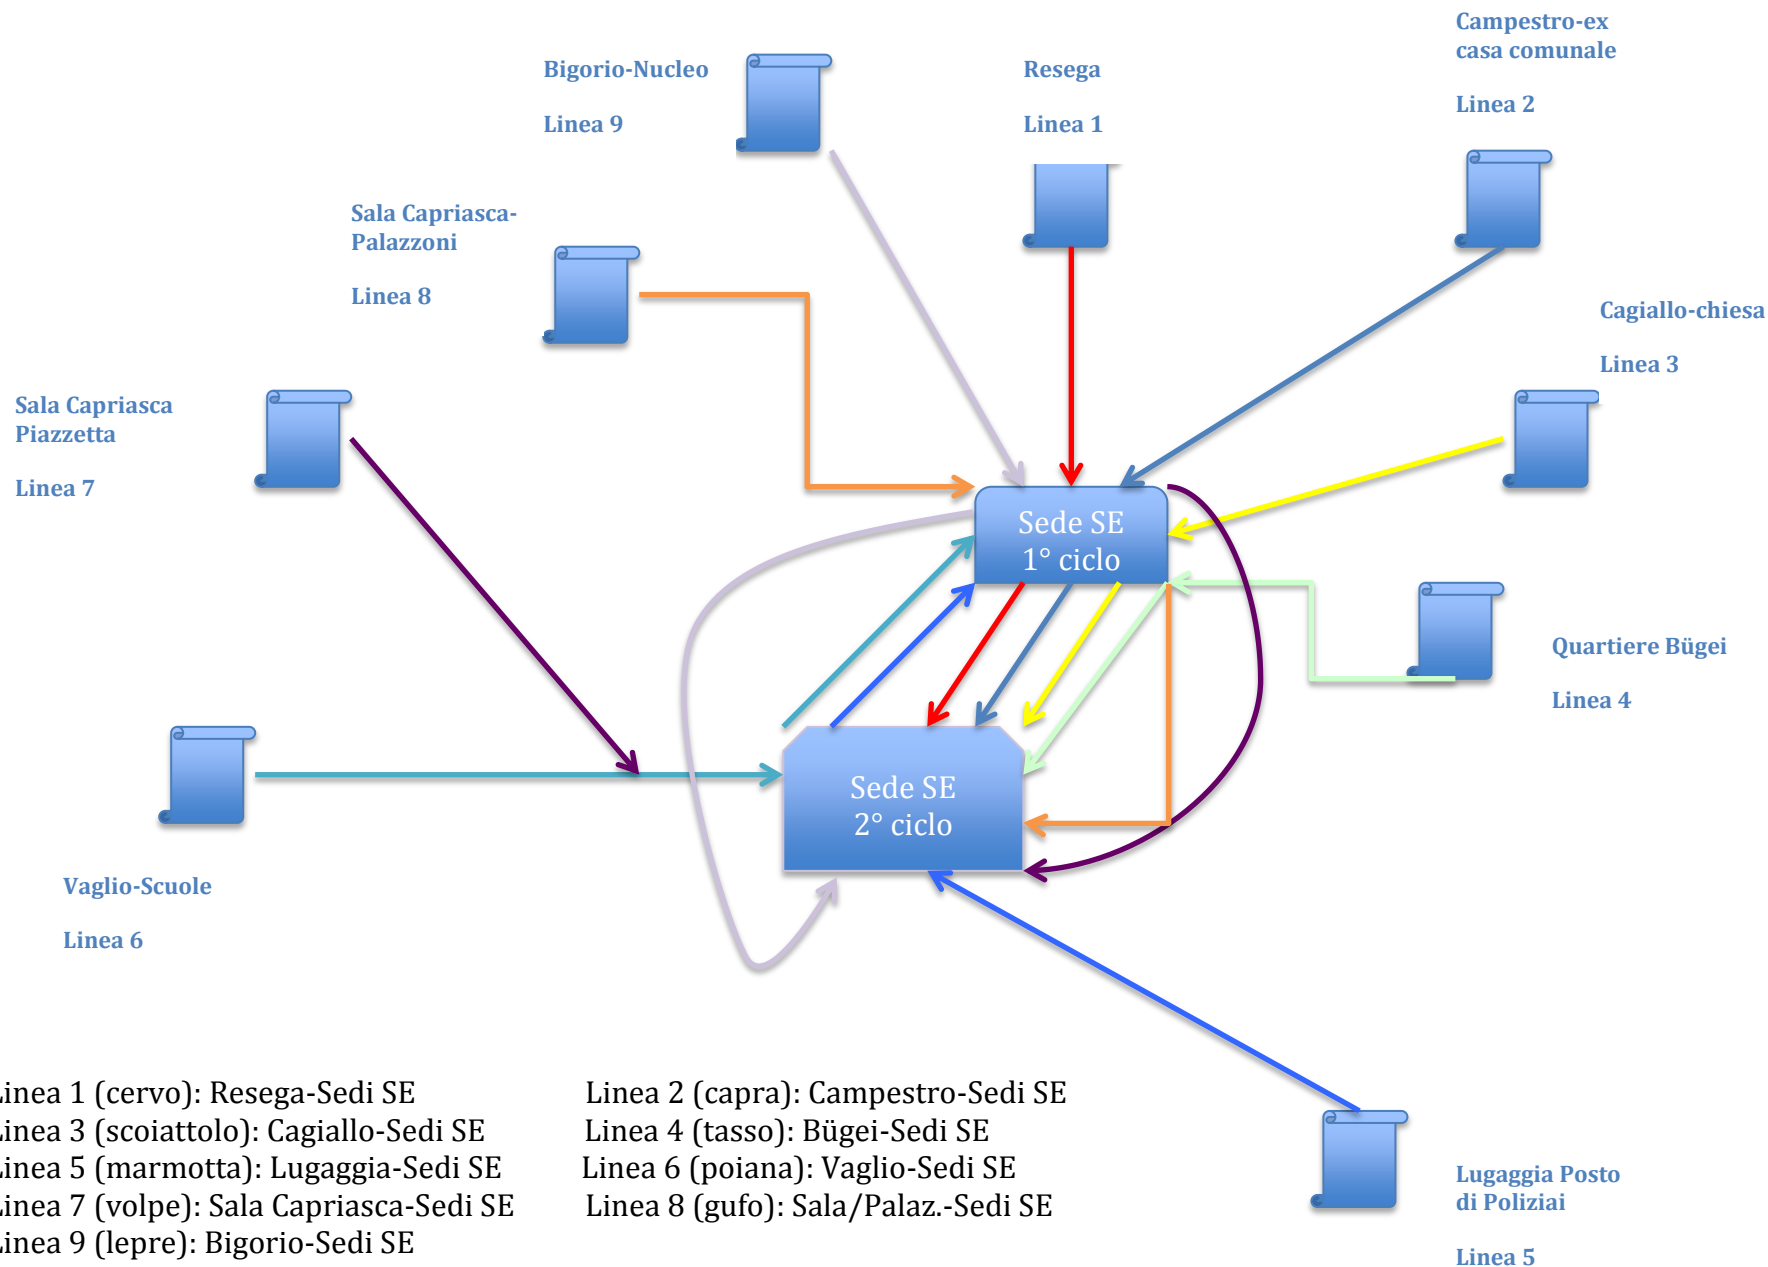 Campestro-ex
casa comunale
Linea 2
Bigorio-Nucleo
Linea 9
Resega
Linea 1
Sala Capriasca-
Palazzoni
Linea 8
Cagiallo-chiesa
Linea 3
Sala Capriasca
Piazzetta
Linea 7
Sede SE
1° ciclo
Quartiere Bügei
Linea 4
Sede SE
2° ciclo
Vaglio-Scuole
Linea 6
Linea 1 (cervo): Resega-Sedi SE Linea 2 (capra): Campestro-Sedi SE
Linea 3 (scoiattolo): Cagiallo-Sedi SE Linea 4 (tasso): Bügei-Sedi SE
Linea 5 (marmotta): Lugaggia-Sedi SE Linea 6 (poiana): Vaglio-Sedi SE
Linea 7 (volpe): Sala Capriasca-Sedi SE Linea 8 (gufo): Sala/Palaz.-Sedi SE
Linea 9 (lepre): Bigorio-Sedi SE
Lugaggia Posto
di Poliziai
Linea 5